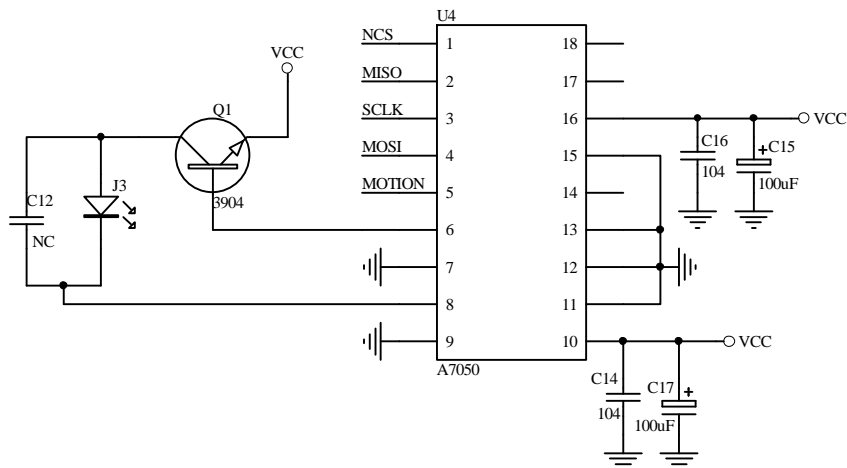 U4
NCS 1 18
VCC
MISO 2 17
Q1
SCLK 3 16 VCC
MOSI 4 15 C16 + C15
104 100uF
J3
MOTION 5 14
C12 3904
NC 6 13
7 12
8 11
9 10 VCC
A7050
C14 C17 +
104 100uF